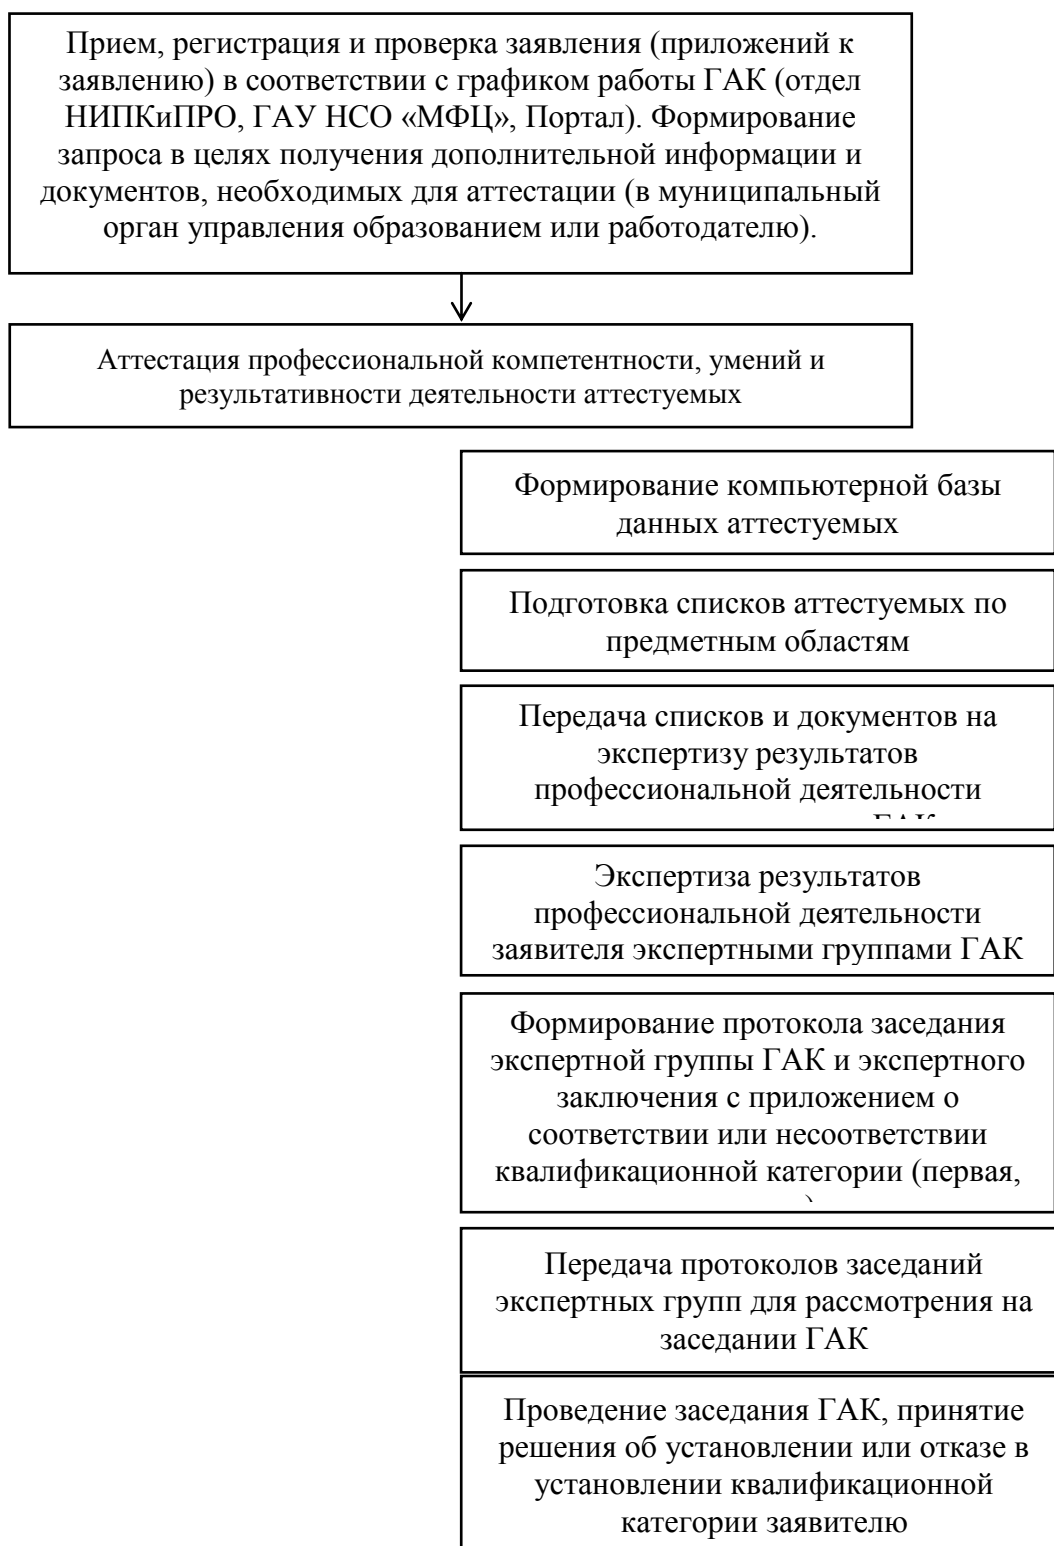 Прием, регистрация и проверка заявления (приложений к
заявлению) в соответствии с графиком работы ГАК (отдел
НИПКиПРО, ГАУ НСО «МФЦ», Портал). Формирование
запроса в целях получения дополнительной информации и
документов, необходимых для аттестации (в муниципальный
орган управления образованием или работодателю).
Аттестация профессиональной компетентности, умений и
результативности деятельности аттестуемых
Формирование компьютерной базы
данных аттестуемых
Подготовка списков аттестуемых по
предметным областям
Передача списков и документов на
экспертизу результатов
профессиональной деятельности
Экспертиза результатов
профессиональной деятельности
заявителя экспертными группами ГАК
Формирование протокола заседания
экспертной группы ГАК и экспертного
заключения с приложением о
соответствии или несоответствии
квалификационной категории (первая,
Передача протоколов заседаний
экспертных групп для рассмотрения на
заседании ГАК
Проведение заседания ГАК, принятие
решения об установлении или отказе в
установлении квалификационной
категории заявителю